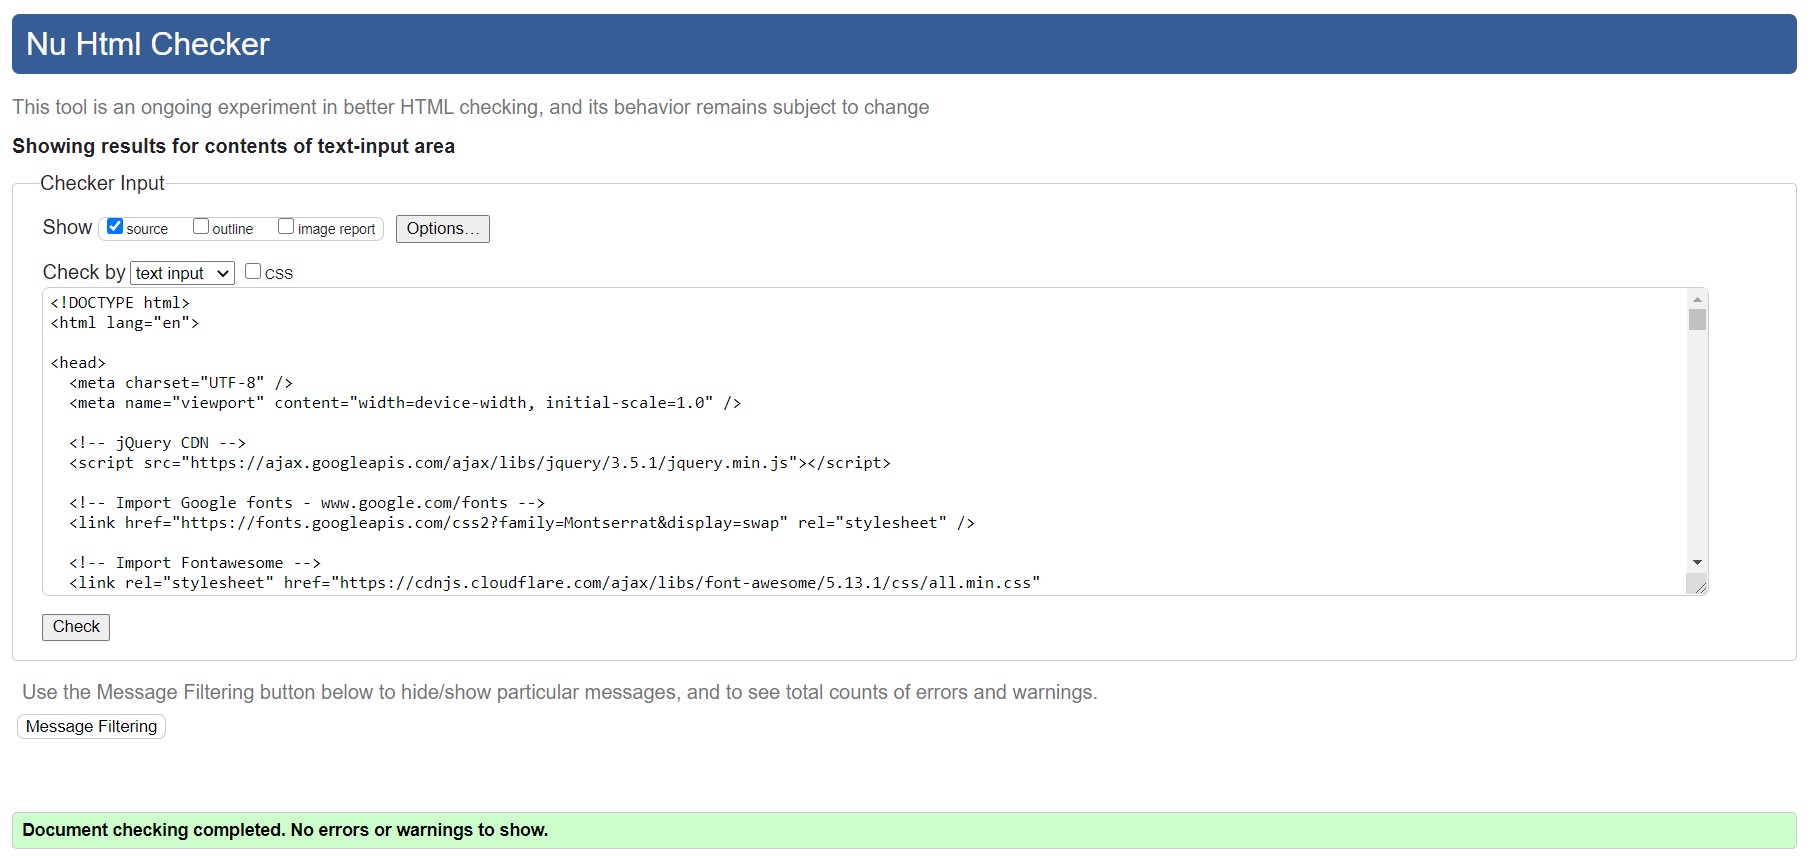 Nu Html Checker
This tool is an ongoing experiment in better HTML checking, and its behavior remains subject to change
Showing results for contents of text-input area
Checker Input
Show source outline image report Options...
Check by text input CSS
<!DOCTYPE html>
<html lang="en">
<head>
<meta charset="UTF-8" />
<meta name="viewport" content="width=device-width, initial-scale=1.0" />
<!-- jQuery CDN -->
<script src="https://ajax.googleapis.com/ajax/libs/jquery/3.5.1/jquery.min.js"></script>
<!-- Import Google fonts - www.google.com/fonts -->
<link href="https://fonts.googleapis.com/css2?family=Montserrat&display=swap" rel="stylesheet" />
<!-- Import Fontawesome -->
<link rel="stylesheet" href="https://cdnjs.cloudflare.com/ajax/libs/font-awesome/5.13.1/css/all.min.css"
Check
Use the Message Filtering button below to hide/show particular messages, and to see total counts of errors and warnings.
Message Filtering
Document checking completed. No errors or warnings to show.